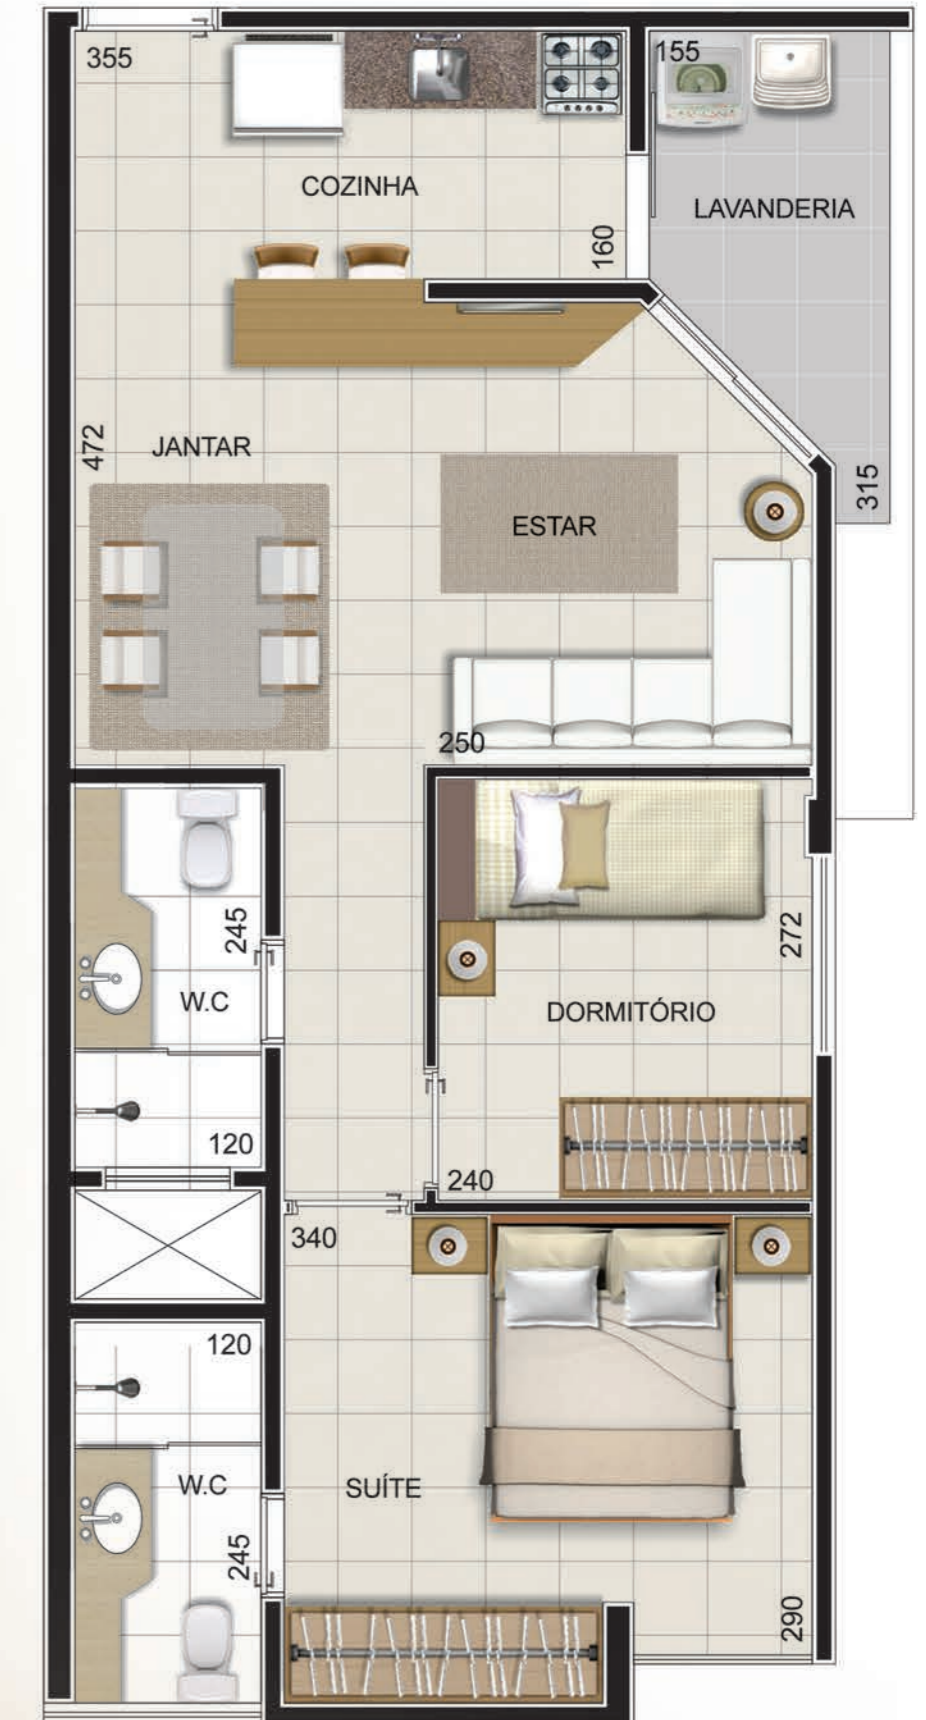 355
155
COZINHA
LAVANDERIA
160
472
JANTAR
315
ESTAR
250
245
272
W.C
DORMITÓRIO
120
240
340
120
W.C
SUÍTE
245
290